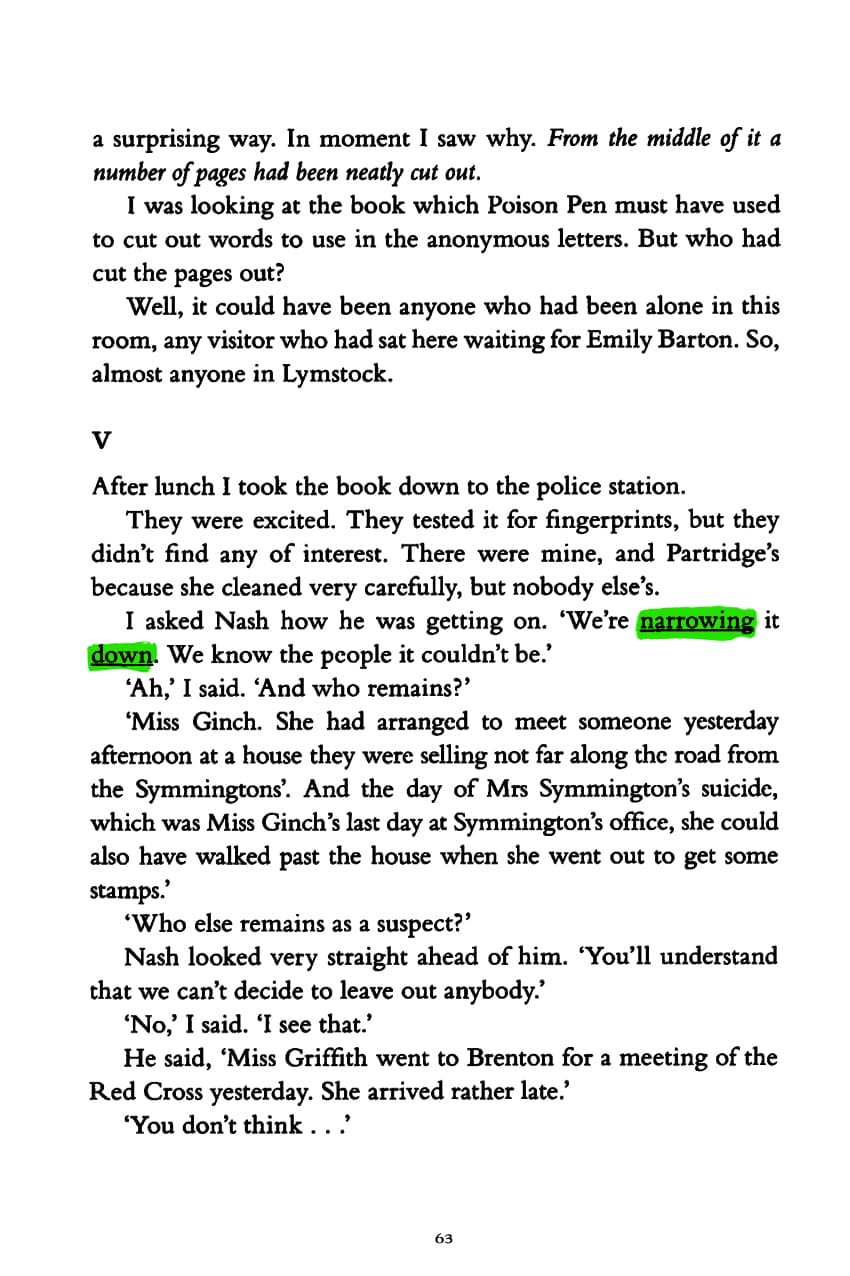 a surprising way. In moment I saw why. From the middle of it a
number of pages had been neatly cut out.
I was looking at the book which Poison Pen must have used
to cut out words to use in the anonymous letters. But who had
cut the pages out?
Well, it could have been anyone who had been alone in this
room, any visitor who had sat here waiting for Emily Barton. So,
almost anyone in Lymstock.
V
After lunch I took the book down to the police station.
They were excited. They tested it for fingerprints, but they
didn’t find any of interest. There were mine, and Partridge’s
because she cleaned very carefully, but nobody else’s.
I asked Nash how he was getting on. ‘We’re narrowing it
down. We know the people it couldn’t be.’
‘Ah,’ I said. ‘And who remains?’
‘Miss Ginch. She had arranged to meet someone yesterday
afternoon at a house they were selling not far along the road from
the Symmingtons’. And the day of Mrs Symmington’s suicide,
which was Miss Ginch’s last day at Symmington’s office, she could
also have walked past the house when she went out to get some
stamps.’
‘Who else remains as a suspect?’
Nash looked very straight ahead of him. ‘You’ll understand
that we can’t decide to leave out anybody.’
‘No,’ I said. ‘I see that.’
He said, ‘Miss Griffith went to Brenton for a meeting of the
Red Cross yesterday. She arrived rather late.’
‘You don’t think . . .’
63